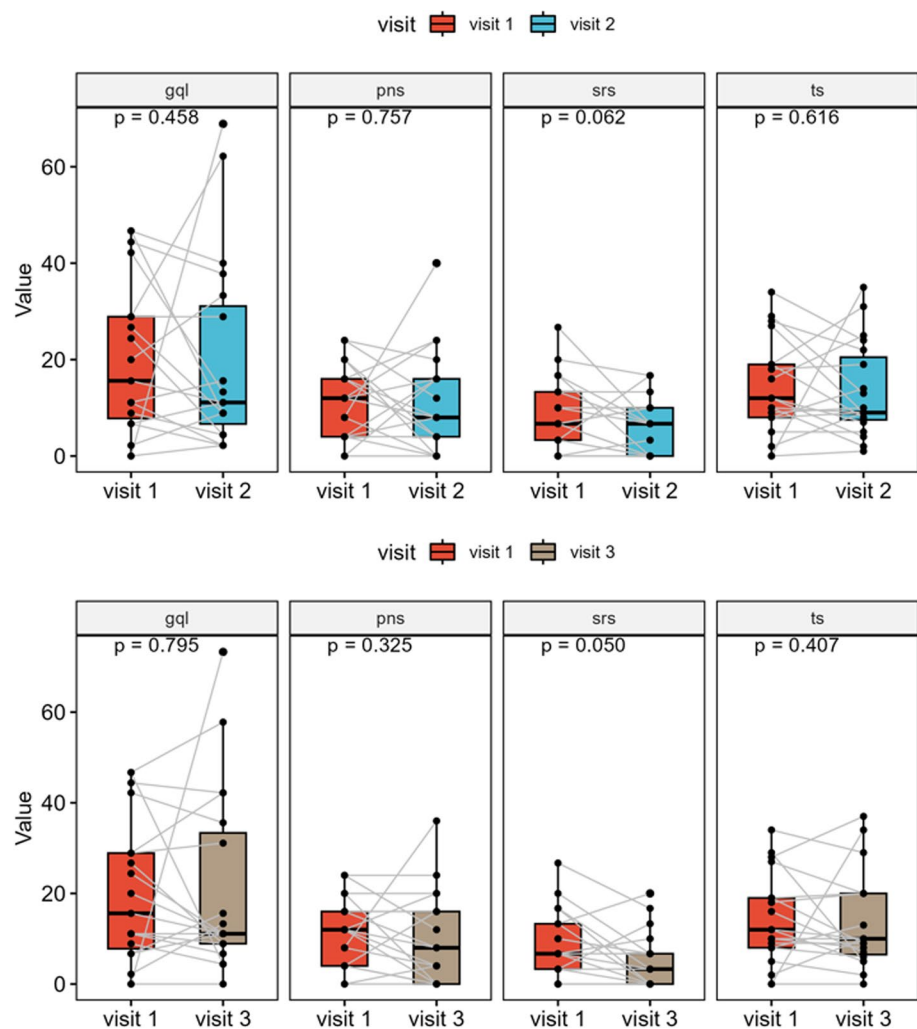 visit visit 1 visit 2
gql pns srs ts
p = 0.458 p = 0.757 p = 0.062 p = 0.616
60
40
20
0
Value
visit 1 visit 2 visit 1 visit 2 visit 1 visit 2 visit 1 visit 2
visit visit 1 visit 3
gql pns srs ts
p = 0.795 p = 0.325 p = 0.050 p = 0.407
60
40
20
0
Value
visit 1 visit 3 visit 1 visit 3 visit 1 visit 3 visit 1 visit 3